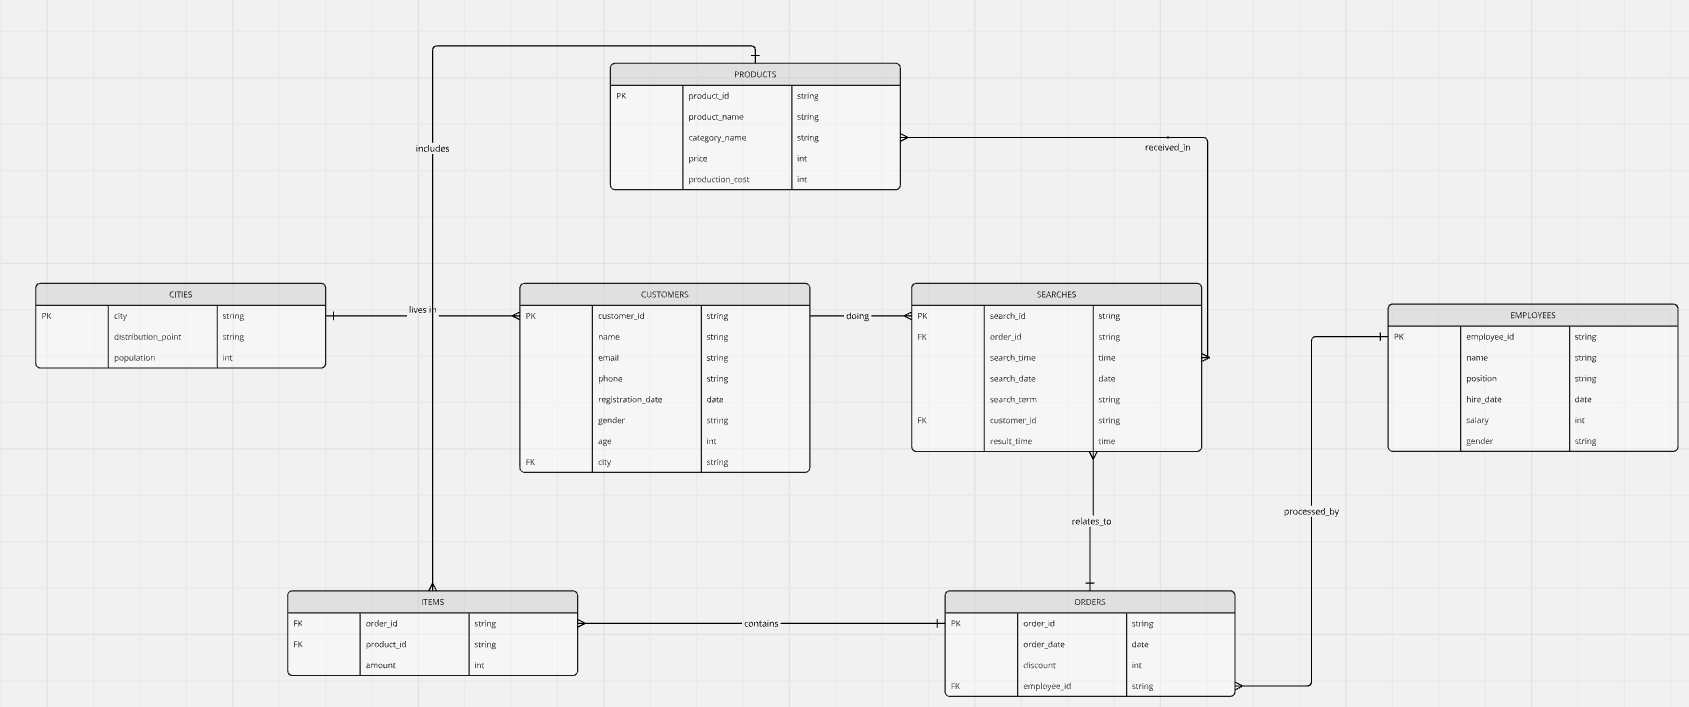 PRODUCTS
PK product_id string
product_name string
category_name string
price int
production_cost int
includes
received_in
CITIES
PK city string
distribution_point string
population int
lives in
CUSTOMERS
PK customer_id string
name string
email string
phone string
registration_date date
gender string
age int
FK city string
doing
SEARCHES
PK search_id string
FK order_id string
search_time time
search_date date
search_term string
FK customer_id string
result_time time
EMPLOYEES
PK employee_id string
name string
position string
hire_date date
salary int
gender string
relates_to
processed_by
ITEMS
FK order_id string
FK product_id string
amount int
contains
ORDERS
PK order_id string
order_date date
discount int
FK employee_id string